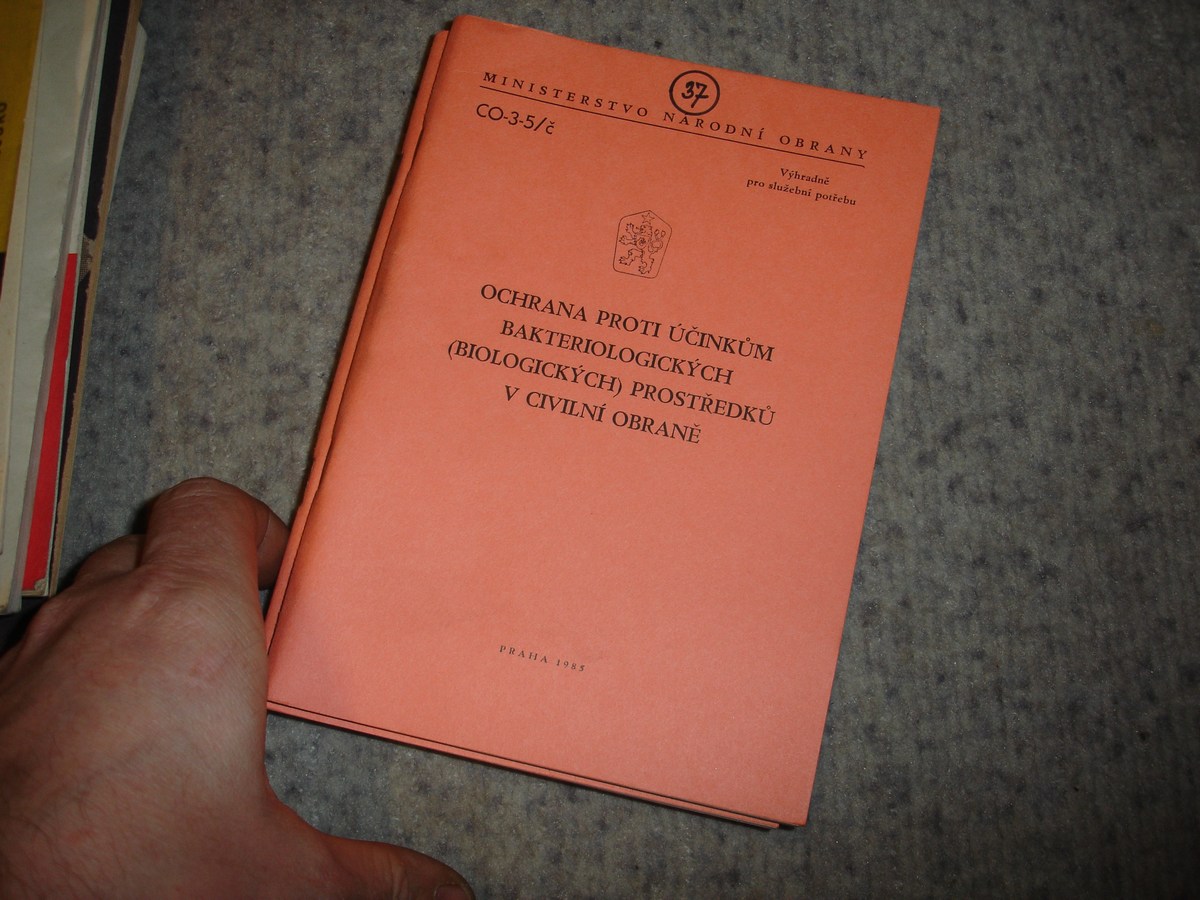 37
MINISTERSTVO NÁRODNÍ OBRANY
CO-3-5/č
Výhradně
pro služební potřebu
OCHRANA PROTI ÚČINKŮM
BAKTERIOLOGICKÝCH
(BIOLOGICKÝCH) PROSTŘEDKŮ
V CIVILNÍ OBRANĚ
PRAHA 1985